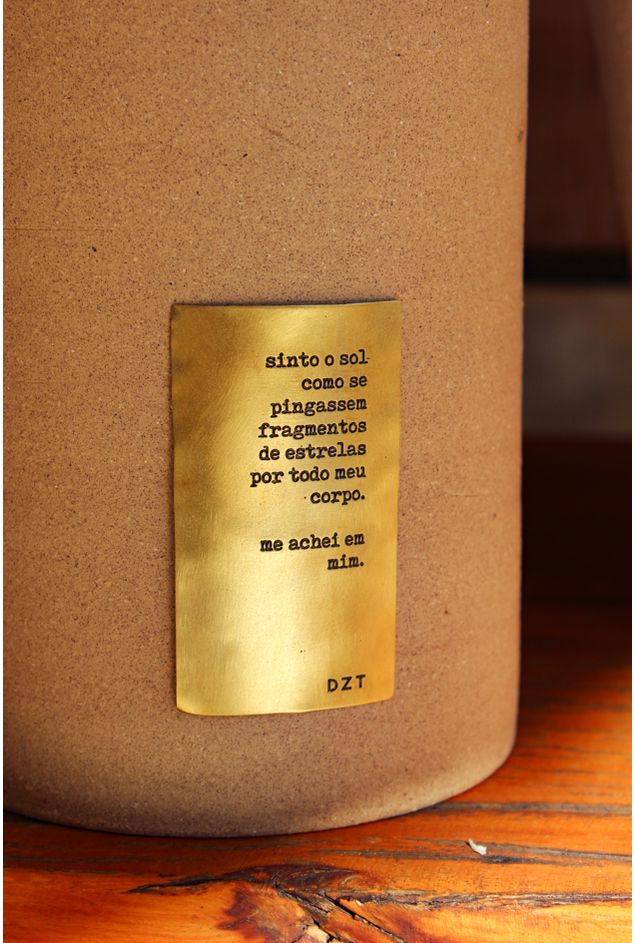 sinto o sol
como se
pingassem
fragmentos
de estrelas
por todo meu
corpo.
me achei em
mim.
DZT